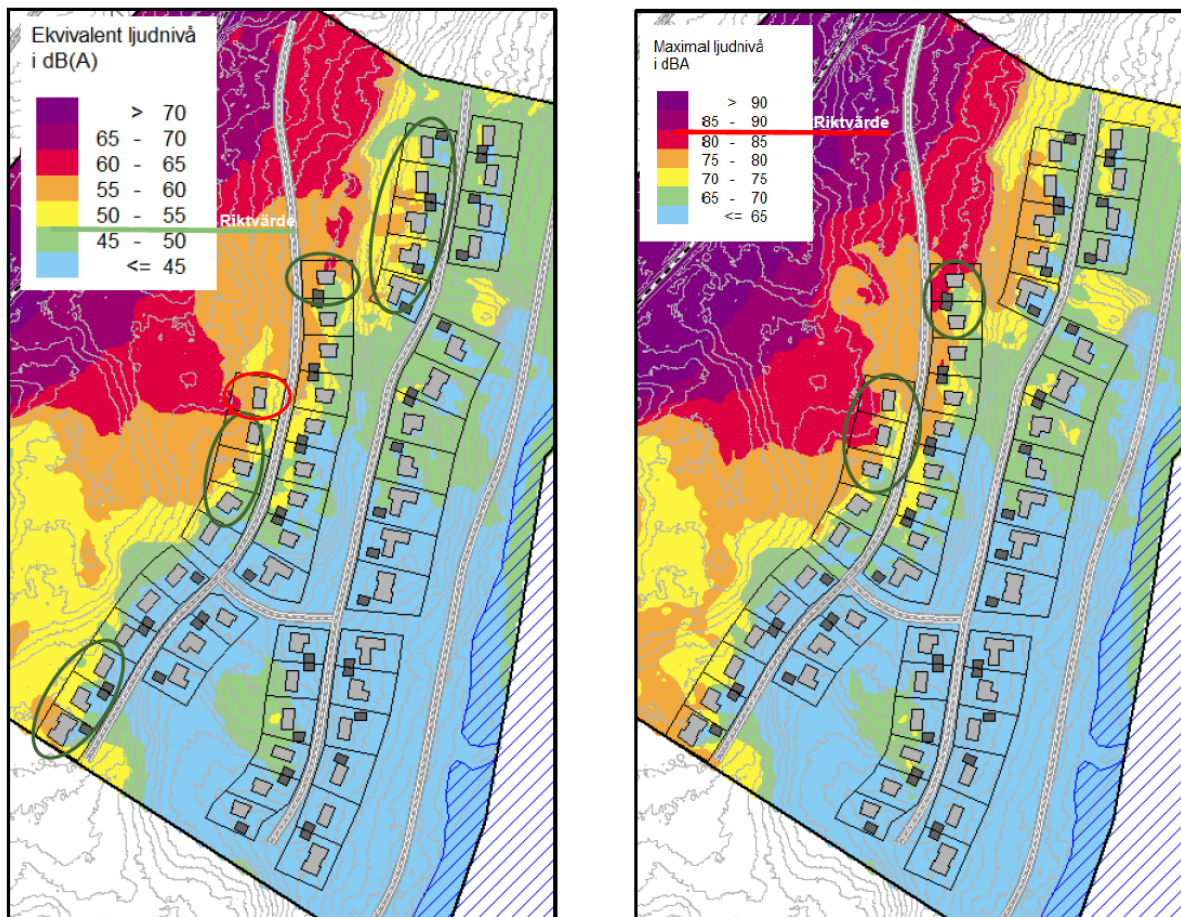 Ekvivalent ljudnivå
i dB(A)
> 70
65 - 70
60 - 65
55 - 60
50 - 55
Riktvärde
45 - 50
<= 45
Maximal ljudnivå
i dBA
> 90
85 - 90
Riktvärde
80 - 85
75 - 80
70 - 75
65 - 70
<= 65